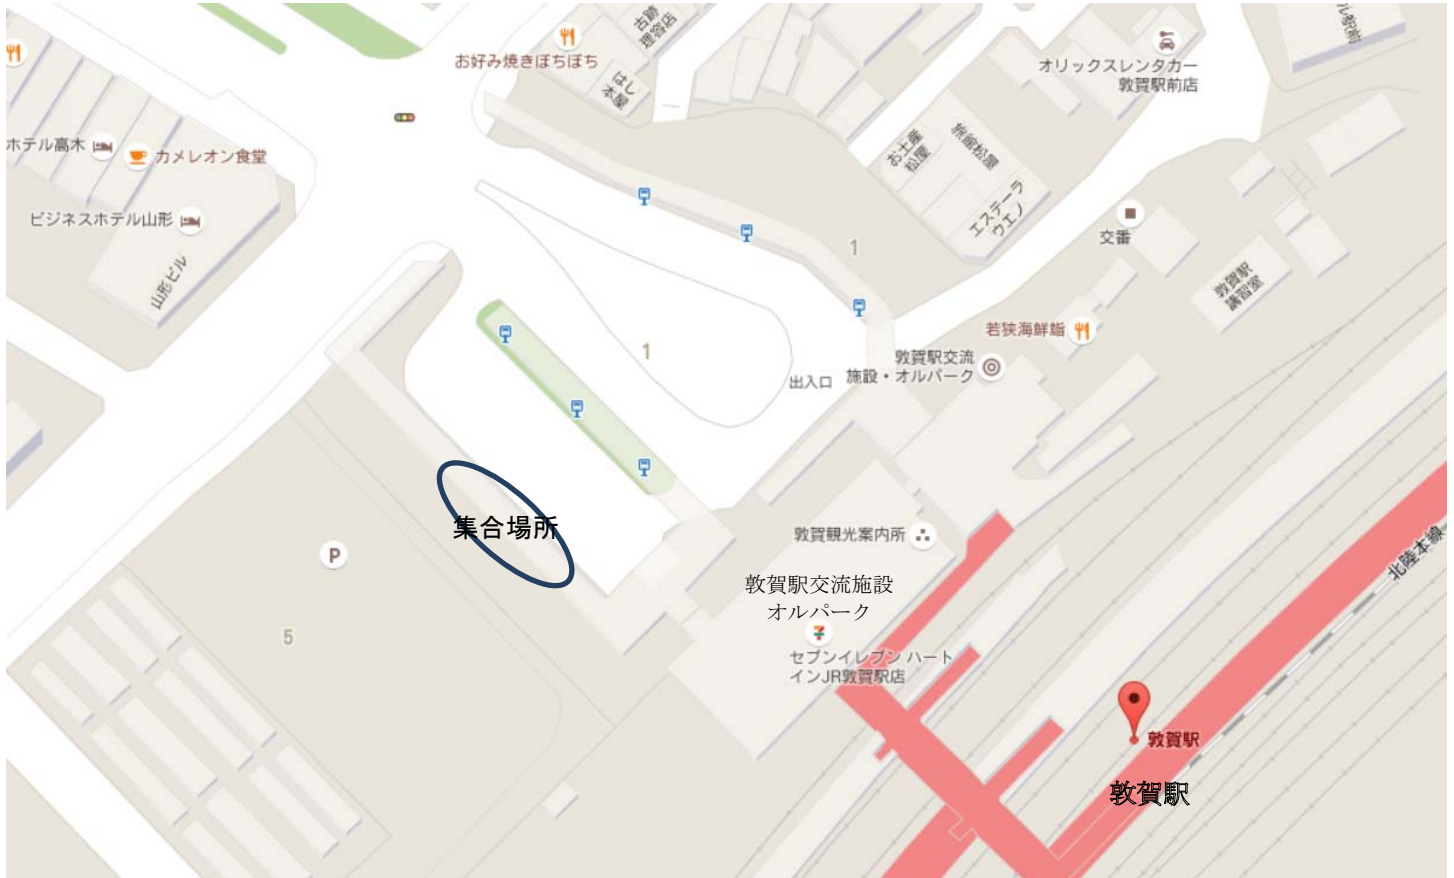 古跡
理容店
お好み焼きぼちぼち
はし
本屋
オリックスレンタカー
敦賀駅前店
ル駅前
ホテル高木
カメレオン食堂
お土産
松屋
旅館松屋
エステーラ
ウエノ
ビジネスホテル山形
山形ビル
交番
1
敦賀駅
講習室
若狭海鮮鮨
1
出入口
敦賀駅交流
施設・オルパーク
集合場所
P
敦賀観光案内所
北陸本線
敦賀駅交流施設
オルパーク
5
7
セブンイレブン ハート
インJR敦賀駅店
敦賀駅
敦賀駅